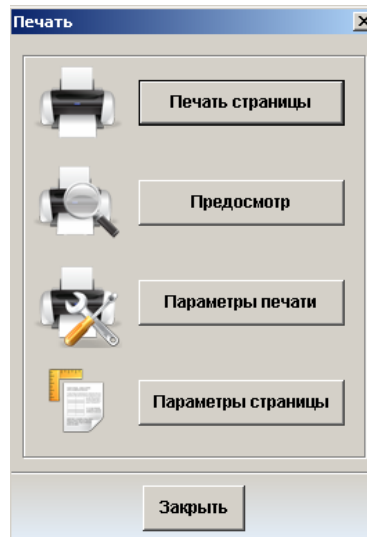 Печать
Печать страницы
Предосмотр
Параметры печати
Параметры страницы
Закрыть